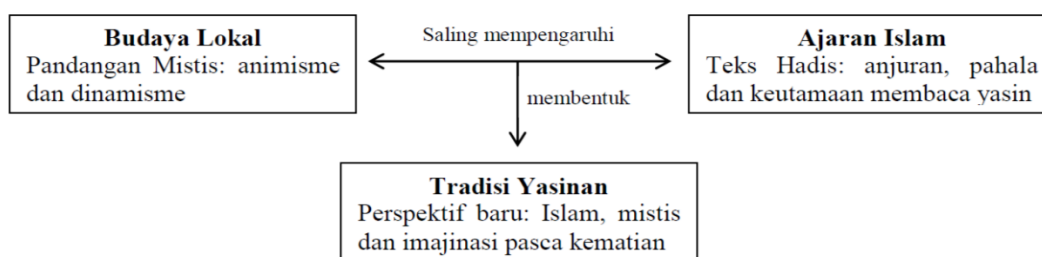 Budaya Lokal
Pandangan Mistis: animisme
dan dinamisme
Saling mempengaruhi
membentuk
Ajaran Islam
Teks Hadis: anjuran, pahala
dan keutamaan membaca yasin
Tradisi Yasinan
Perspektif baru: Islam, mistis
dan imajinasi pasca kematian